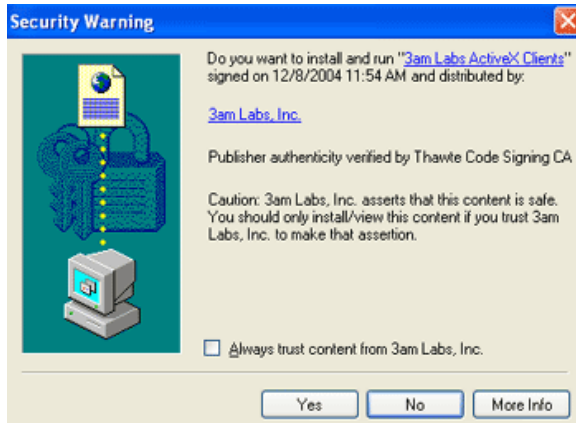 Security Warning
Do you want to install and run "3am Labs ActiveX Clients"
signed on 12/8/2004 11:54 AM and distributed by:
3am Labs, Inc.
Publisher authenticity verified by Thawte Code Signing CA
Caution: 3am Labs, Inc. asserts that this content is safe.
You should only install/view this content if you trust 3am
Labs, Inc. to make that assertion.
Always trust content from 3am Labs, Inc.
Yes No More Info